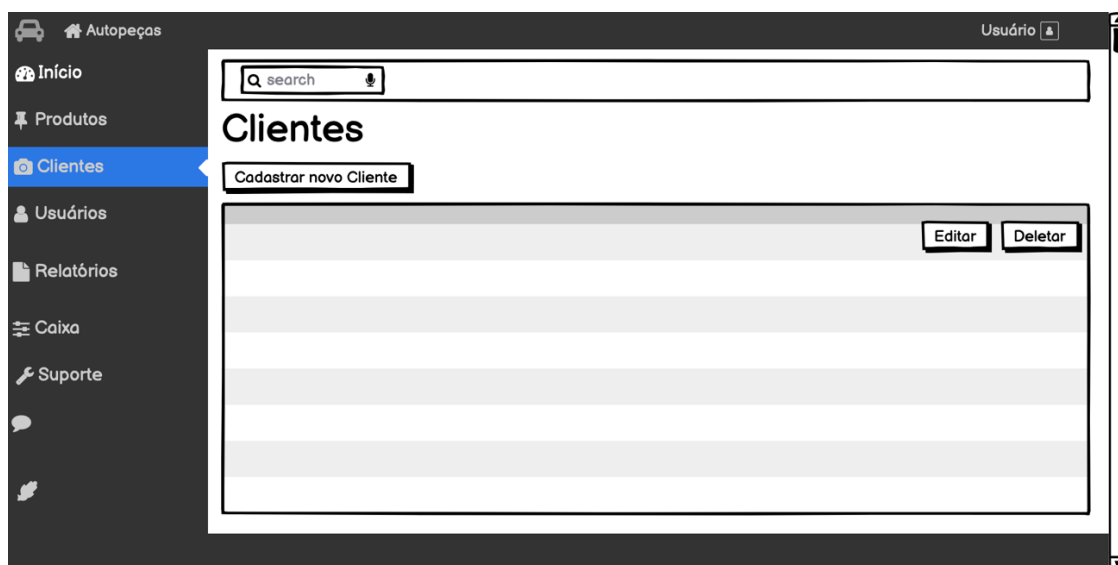 Autopeças
Usuário
Início
search
Produtos
Clientes
Clientes
Cadastrar novo Cliente
Usuários
Editar
Deletar
Relatórios
Caixa
Suporte